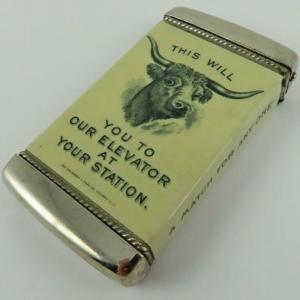 THIS WILL
YOU TO
OUR ELEVATOR
AT
YOUR STATION.
A MATCH FOR ANY ONE